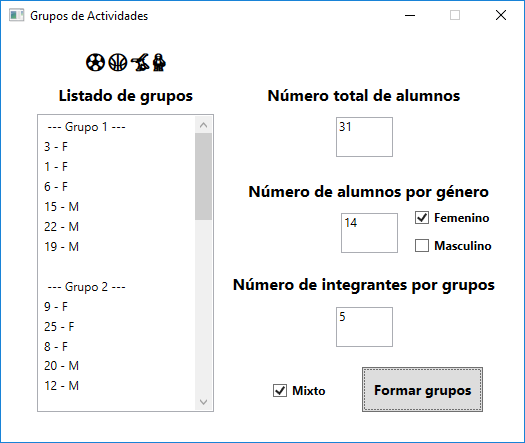 Grupos de Actividades
Listado de grupos
--- Grupo 1 ---
3 - F
1 - F
6 - F
15 - M
22 - M
19 - M
--- Grupo 2 ---
9 - F
25 - F
8 - F
20 - M
12 - M
Número total de alumnos
31
Número de alumnos por género
14
Femenino
Masculino
Número de integrantes por grupos
5
Mixto
Formar grupos